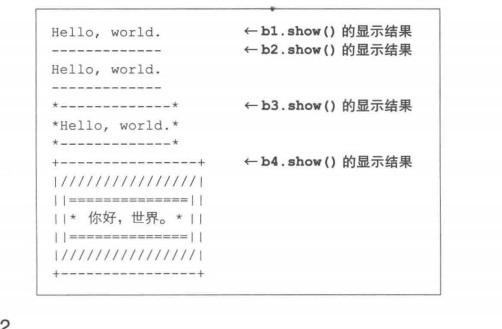 Hello, world. ←b1.show() 的显示结果
------------- ←b2.show() 的显示结果
Hello, world.
-------------
*-------------* ←b3.show() 的显示结果
*Hello, world.*
*-------------*
+----------------+ ←b4.show() 的显示结果
|////////////////|
||==============||
||* 你好，世界。*||
||==============||
|////////////////|
+----------------+
2